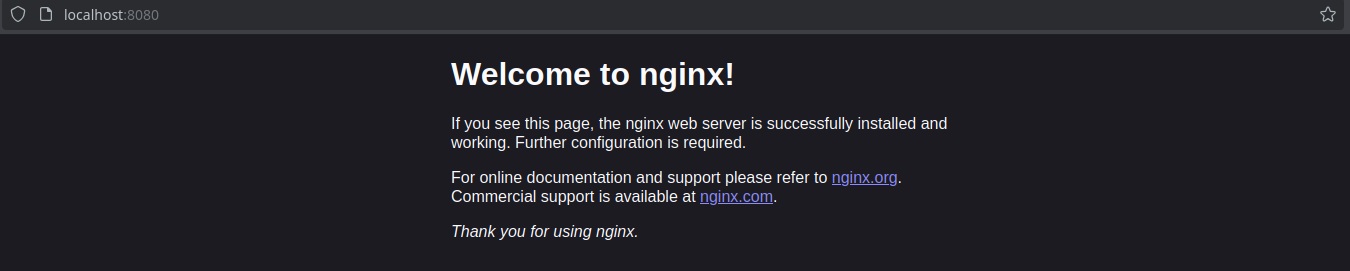 localhost:8080
Welcome to nginx!
If you see this page, the nginx web server is successfully installed and
working. Further configuration is required.
For online documentation and support please refer to nginx.org.
Commercial support is available at nginx.com.
Thank you for using nginx.